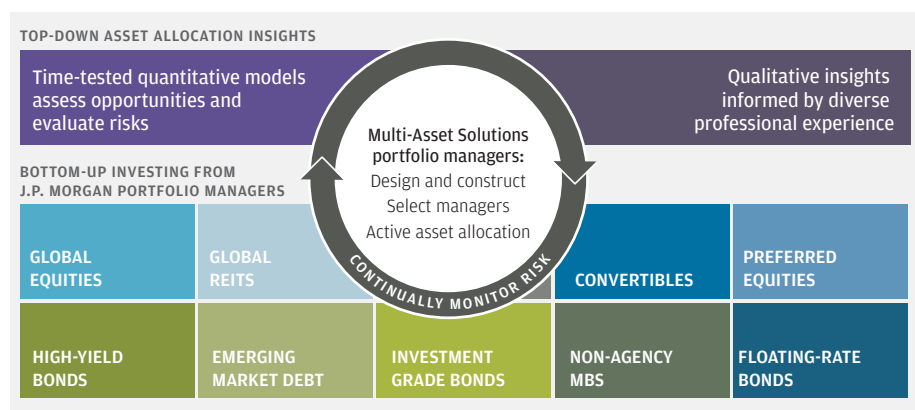 TOP-DOWN ASSET ALLOCATION INSIGHTS
Time-tested quantitative models
assess opportunities and
evaluate risks
Qualitative insights
informed by diverse
professional experience
Multi-Asset Solutions
portfolio managers:
Design and construct
Select managers
Active asset allocation
CONTINUALLY MONITOR RISK
BOTTOM-UP INVESTING FROM
J.P. MORGAN PORTFOLIO MANAGERS
GLOBAL
EQUITIES
GLOBAL
REITS
CONVERTIBLES
PREFERRED
EQUITIES
HIGH-YIELD
BONDS
EMERGING
MARKET DEBT
INVESTMENT
GRADE BONDS
NON-AGENCY
MBS
FLOATING-RATE
BONDS